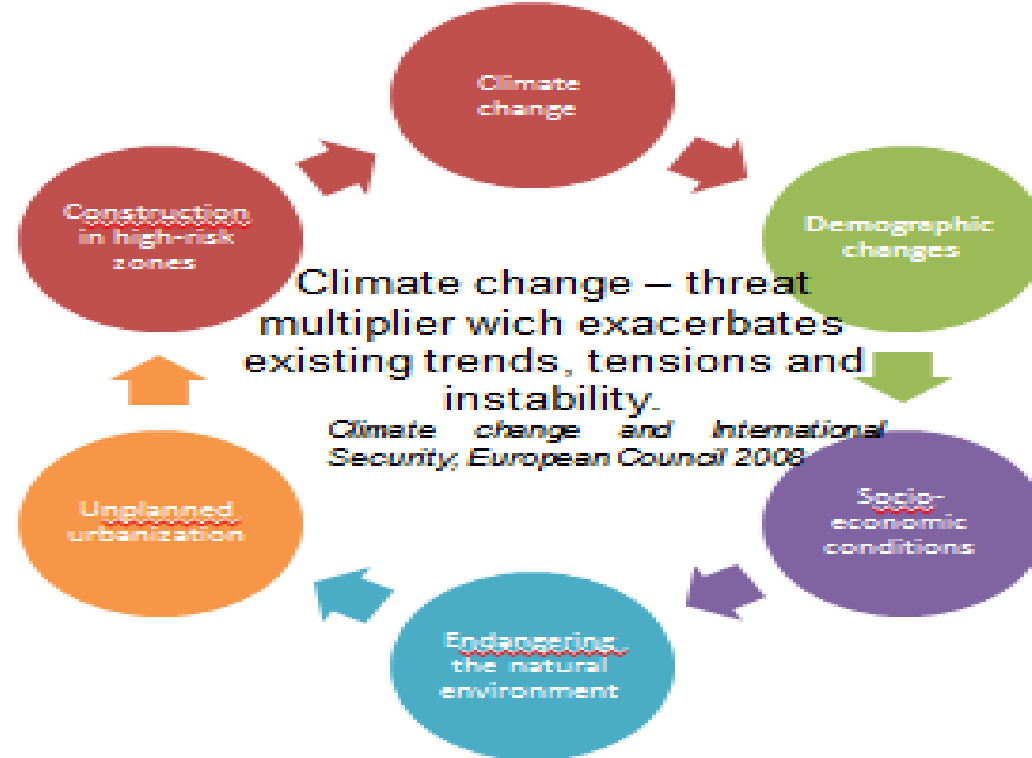 Climate
change
Demographic
changes
Socio-
economic
conditions
Endangering
the natural
environment
Unplanned
urbanization
Construction
in high-risk
zones
Climate change – threat
multiplier wich exacerbates
existing trends, tensions and
instability.
Climate change and International
Security, European Council 2008